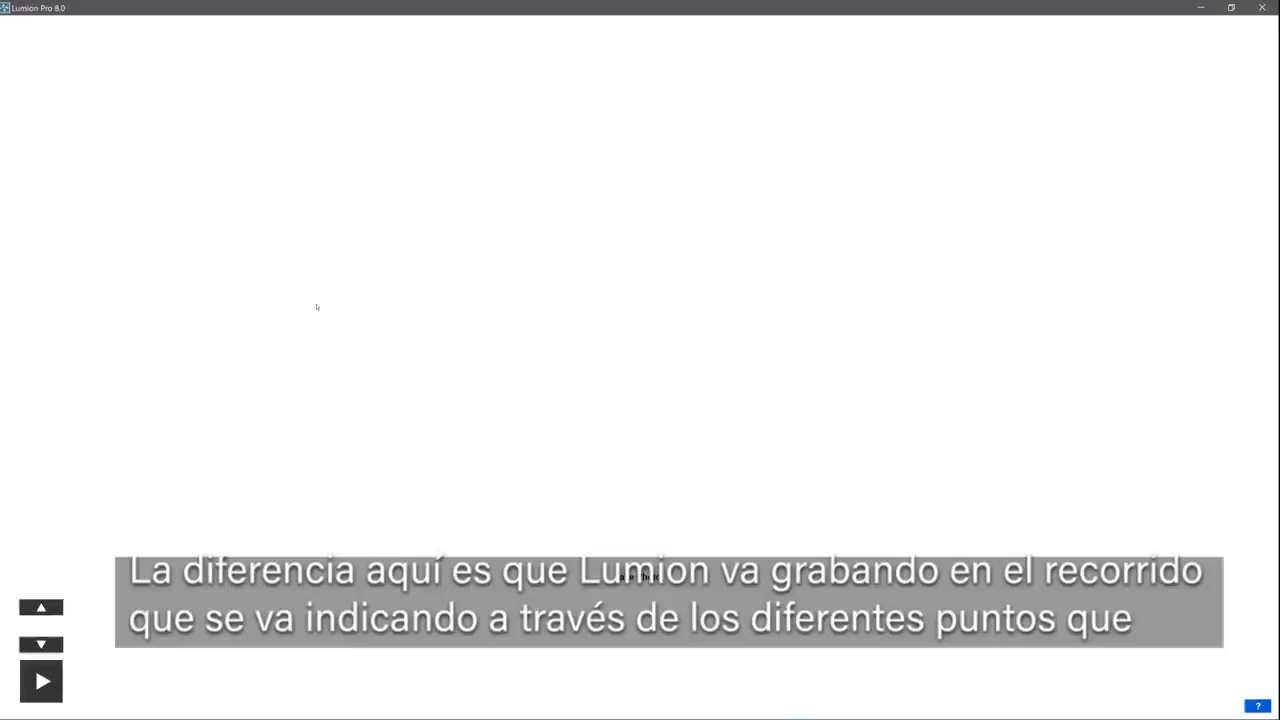 Lumion Pro 8.0
La diferencia aquí es que Lumion va grabando en el recorrido
que se va indicando a través de los diferentes puntos que
?